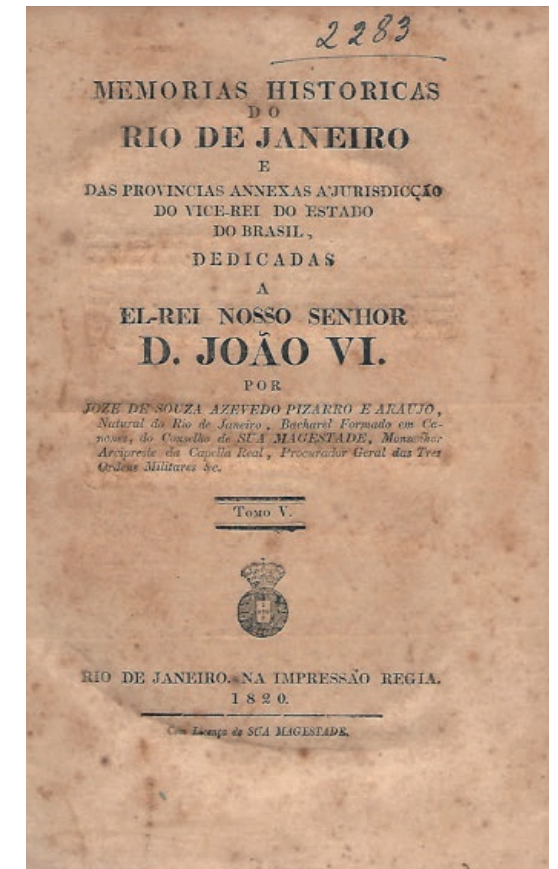 2283
MEMORIAS HISTORICAS
DO
RIO DE JANEIRO
E
DAS PROVINCIAS ANNEXAS A'JURISDICÇÃO
DO VICE-REI DO ESTADO
DO BRASIL,
DEDICADAS
A
EL-REI NOSSO SENHOR
D. JOÃO VI.
POR
JOZE DE SOUZA AZEVEDO PIZARRO E ARAUJO,
Natural do Rio de Janeiro, Bacharel Formado em Ca-
nones, do Conselho de SUA MAGESTADE, Monsenhor
Arcipreste da Capella Real, Procurador Geral das Tres
Ordens Militares &c.
TOMO V.
RIO DE JANEIRO. NA IMPRESSÃO REGIA.
1820.
Com Licença de SUA MAGESTADE.